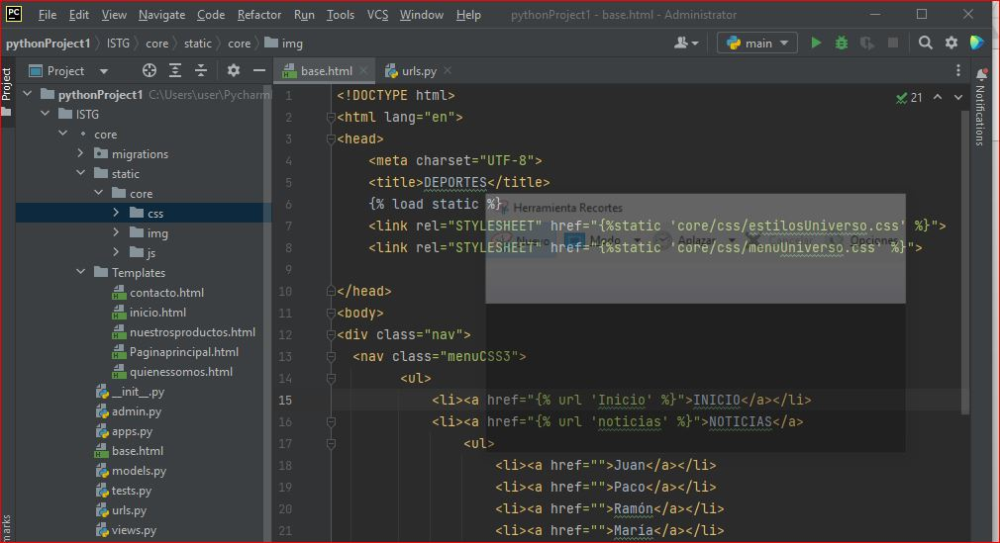 PC File Edit View Navigate Code Refactor Run Tools VCS Window Help pythonProject1 - base.html - Administrator
pythonProject1 ISTG core static core img main
Project base.html urls.py
Project
Notifications
marks
pythonProject1 C:\Users\user\Pycharm
ISTG
core
migrations
static
core
css
img
js
Templates
contacto.html
inicio.html
nuestrosproductos.html
Paginaprincipal.html
quienessomos.html
__init__.py
admin.py
apps.py
base.html
models.py
tests.py
urls.py
views.py
21
1 <!DOCTYPE html>
2 <html lang="en">
3 <head>
4 <meta charset="UTF-8">
5 <title>DEPORTES</title>
6 {% load static %}
7 <link rel="STYLESHEET" href="{%static 'core/css/estilosUniverso.css' %}">
8 <link rel="STYLESHEET" href="{%static 'core/css/menuUniverso.css' %}">
9
10 </head>
11 <body>
12 <div class="nav">
13 <nav class="menuCSS3">
14 <ul>
15 <li><a href="{% url 'Inicio' %}">INICIO</a></li>
16 <li><a href="{% url 'noticias' %}">NOTICIAS</a>
17 <ul>
18 <li><a href="">Juan</a></li>
19 <li><a href="">Paco</a></li>
20 <li><a href="">Ramón</a></li>
21 <li><a href="">María</a></li>
Herramienta Recortes
Nuevo Modo Aplazar Cancelar Opciones